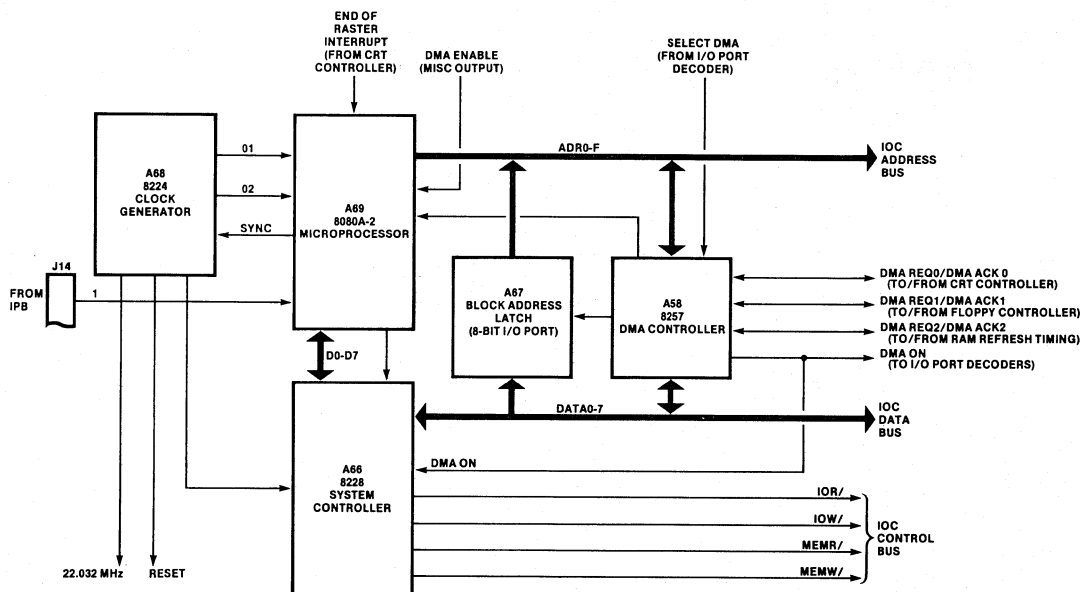 END OF
RASTER
INTERRUPT
(FROM CRT
CONTROLLER)
DMA ENABLE
(MISC OUTPUT)
SELECT DMA
(FROM I/O PORT
DECODER)
A68
8224
CLOCK
GENERATOR
01
02
SYNC
A69
8080A-2
MICROPROCESSOR
ADR0-F
IOC
ADDRESS
BUS
J14
FROM
IPB
1
A67
BLOCK ADDRESS
LATCH
(8-BIT I/O PORT)
A58
8257
DMA CONTROLLER
DMA REQ0/DMA ACK 0
(TO/FROM CRT CONTROLLER)
DMA REQ1/DMA ACK1
(TO/FROM FLOPPY CONTROLLER)
DMA REQ2/DMA ACK2
(TO/FROM RAM REFRESH TIMING)
DMA ON
(TO I/O PORT DECODERS)
D0-D7
DATA0-7
IOC
DATA
BUS
DMA ON
A66
8228
SYSTEM
CONTROLLER
IOR/
IOW/
MEMR/
MEMW/
IOC
CONTROL
BUS
22.032 MHz
RESET